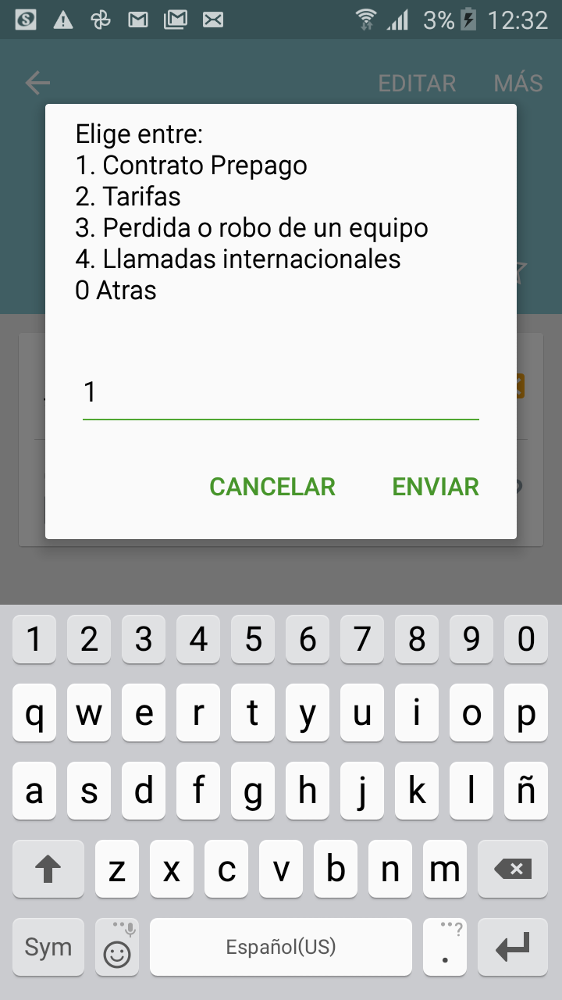 3% 12:32
EDITAR MÁS
Elige entre:
1. Contrato Prepago
2. Tarifas
3. Perdida o robo de un equipo
4. Llamadas internacionales
0 Atras
1
CANCELAR ENVIAR
1 2 3 4 5 6 7 8 9 0
q w e r t y u i o p
a s d f g h j k l ñ
z x c v b n m
Sym Español(US) . ?